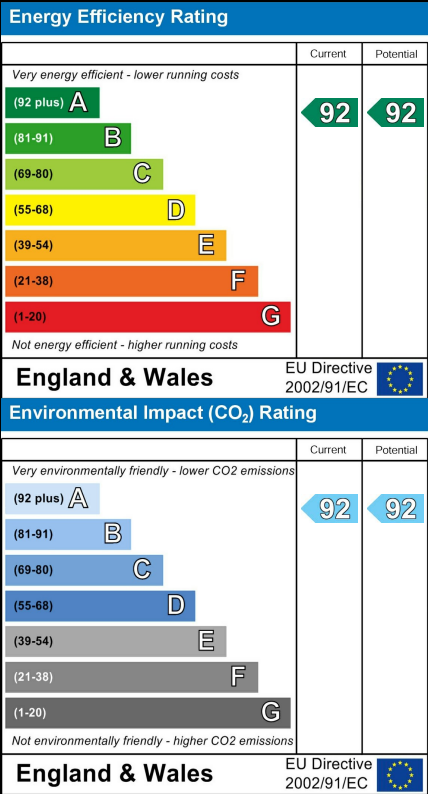 Energy Efficiency Rating
Current Potential
Very energy efficient - lower running costs
(92 plus) A
92 92
(81-91) B
(69-80) C
(55-68) D
(39-54) E
(21-38) F
(1-20) G
Not energy efficient - higher running costs
England & Wales
EU Directive
2002/91/EC
Environmental Impact (CO₂) Rating
Current Potential
Very environmentally friendly - lower CO2 emissions
(92 plus) A
92 92
(81-91) B
(69-80) C
(55-68) D
(39-54) E
(21-38) F
(1-20) G
Not environmentally friendly - higher CO2 emissions
England & Wales
EU Directive
2002/91/EC